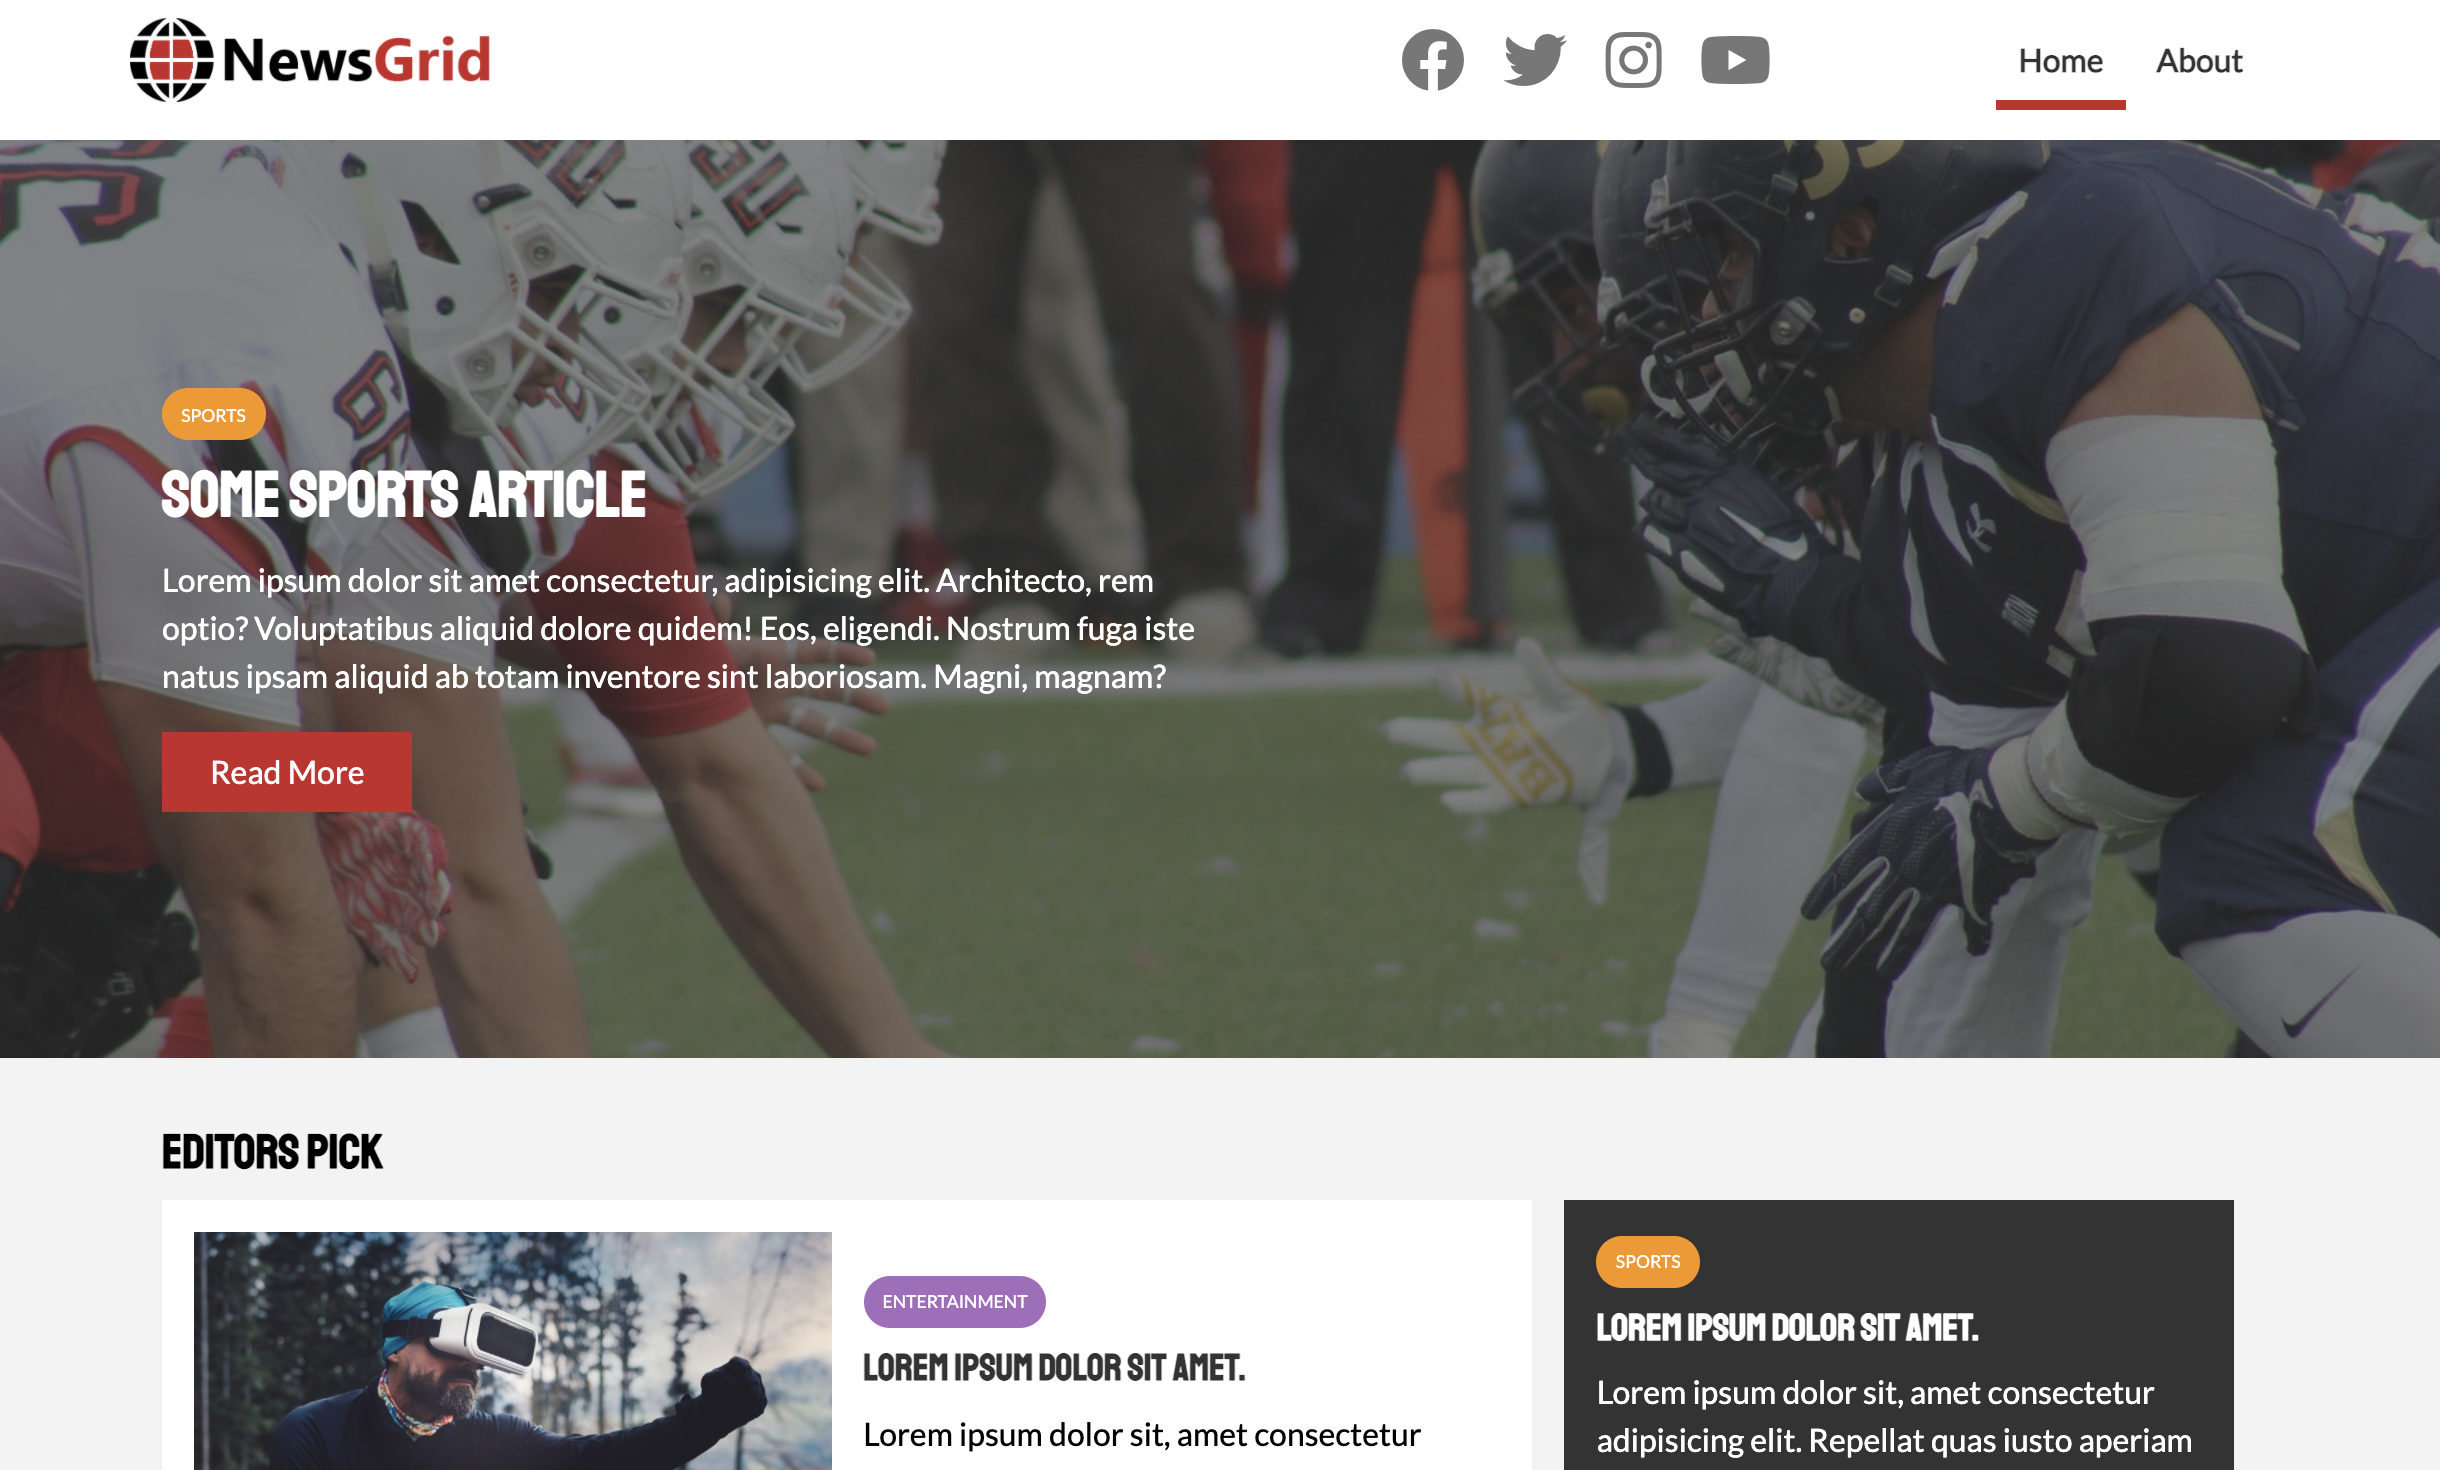 NewsGrid
Home About
SPORTS
SOME SPORTS ARTICLE
Lorem ipsum dolor sit amet consectetur, adipisicing elit. Architecto, rem
optio? Voluptatibus aliquid dolore quidem! Eos, eligendi. Nostrum fuga iste
natus ipsam aliquid ab totam inventore sint laboriosam. Magni, magnam?
Read More
EDITORS PICK
ENTERTAINMENT
LOREM IPSUM DOLOR SIT AMET.
Lorem ipsum dolor sit, amet consectetur
SPORTS
LOREM IPSUM DOLOR SIT AMET.
Lorem ipsum dolor sit, amet consectetur
adipisicing elit. Repellat quas iusto aperiam